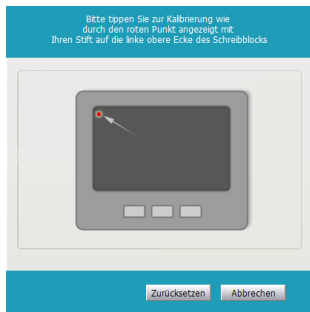 Bitte tippen Sie zur Kalibrierung wie
durch den roten Punkt angezeigt mit
Ihren Stift auf die linke obere Ecke des Schreibblocks
Zurücksetzen
Abbrechen